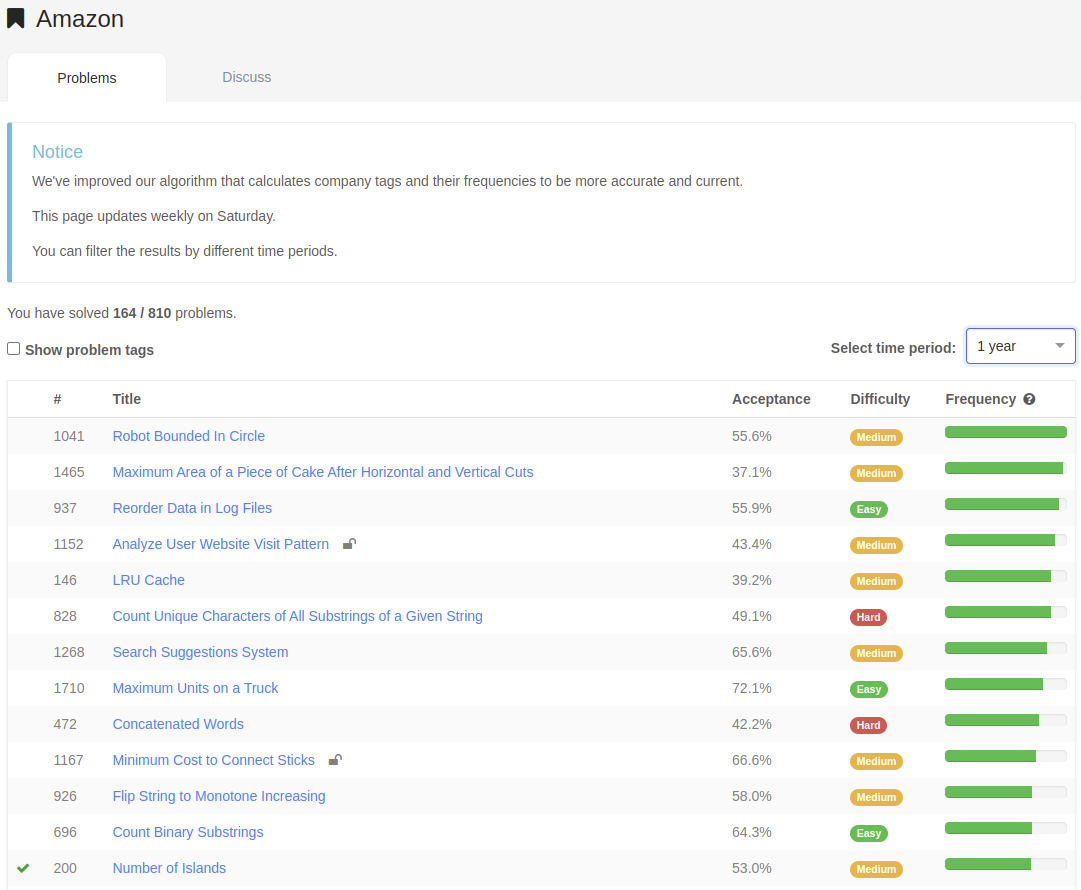 Amazon
Problems Discuss
Notice
We've improved our algorithm that calculates company tags and their frequencies to be more accurate and current.
This page updates weekly on Saturday.
You can filter the results by different time periods.
You have solved 164 / 810 problems.
Show problem tags Select time period: 1 year
# Title Acceptance Difficulty Frequency ?
1041 Robot Bounded In Circle 55.6% Medium
1465 Maximum Area of a Piece of Cake After Horizontal and Vertical Cuts 37.1% Medium
937 Reorder Data in Log Files 55.9% Easy
1152 Analyze User Website Visit Pattern 43.4% Medium
146 LRU Cache 39.2% Medium
828 Count Unique Characters of All Substrings of a Given String 49.1% Hard
1268 Search Suggestions System 65.6% Medium
1710 Maximum Units on a Truck 72.1% Easy
472 Concatenated Words 42.2% Hard
1167 Minimum Cost to Connect Sticks 66.6% Medium
926 Flip String to Monotone Increasing 58.0% Medium
696 Count Binary Substrings 64.3% Easy
200 Number of Islands 53.0% Medium